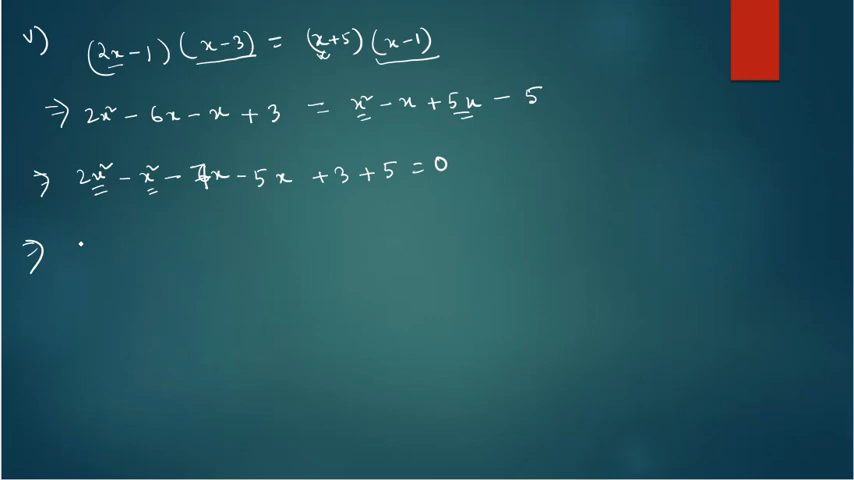 v) (2x-1)(x-3) = (x+5)(x-1)
⇒ 2x² - 6x - x + 3 = x² - x + 5x - 5
⇒ 2x² - x² - 7x - 5x + 3 + 5 = 0
⇒